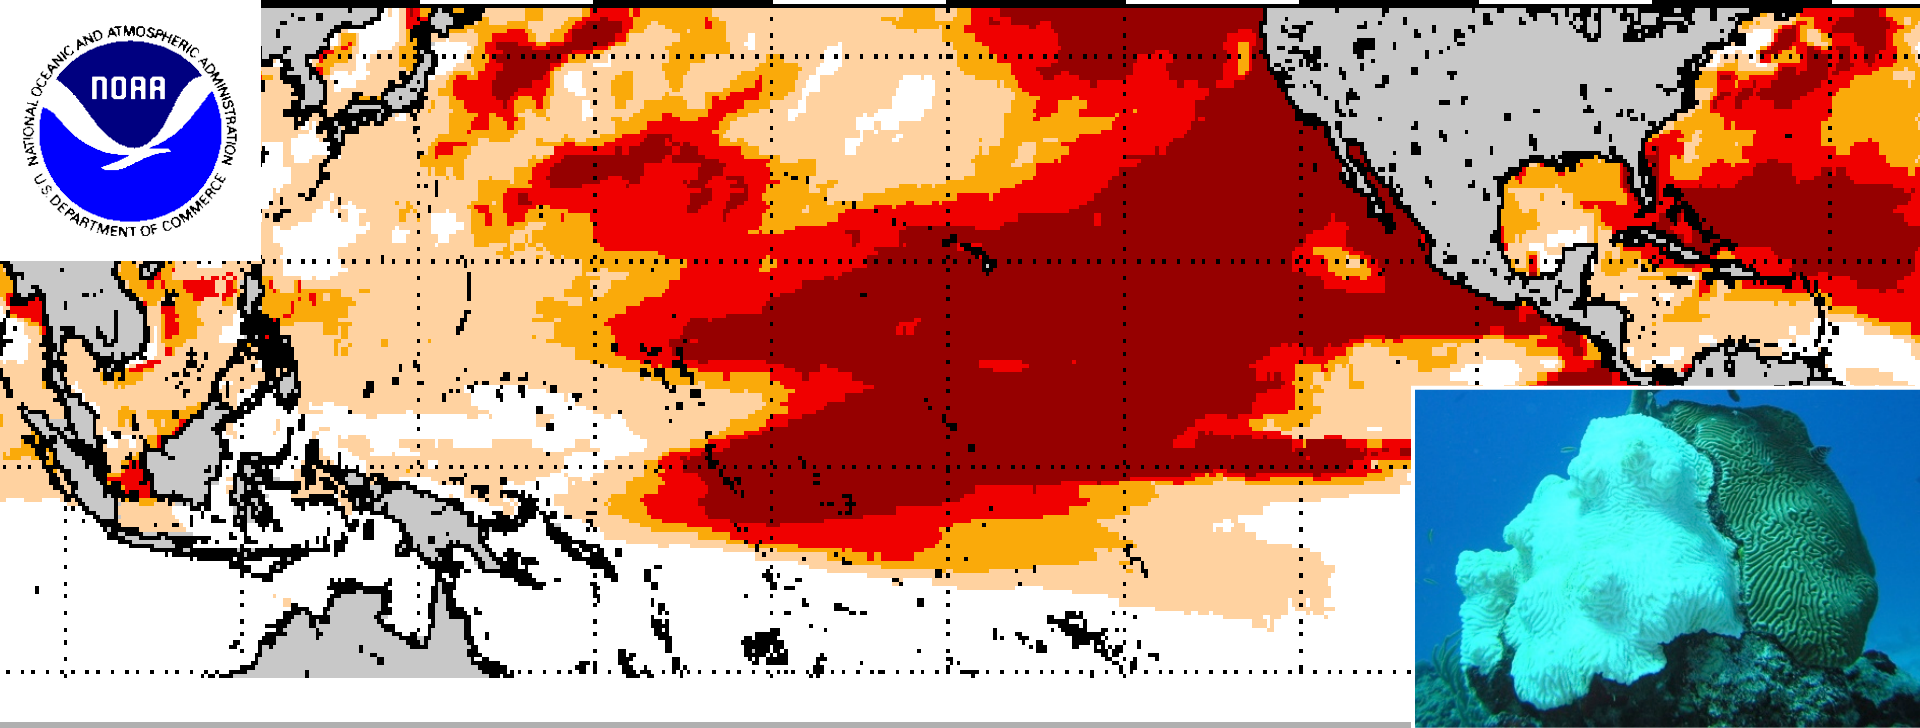 NATIONAL OCEANIC AND ATMOSPHERIC ADMINISTRATION
NOAA
U.S. DEPARTMENT OF COMMERCE